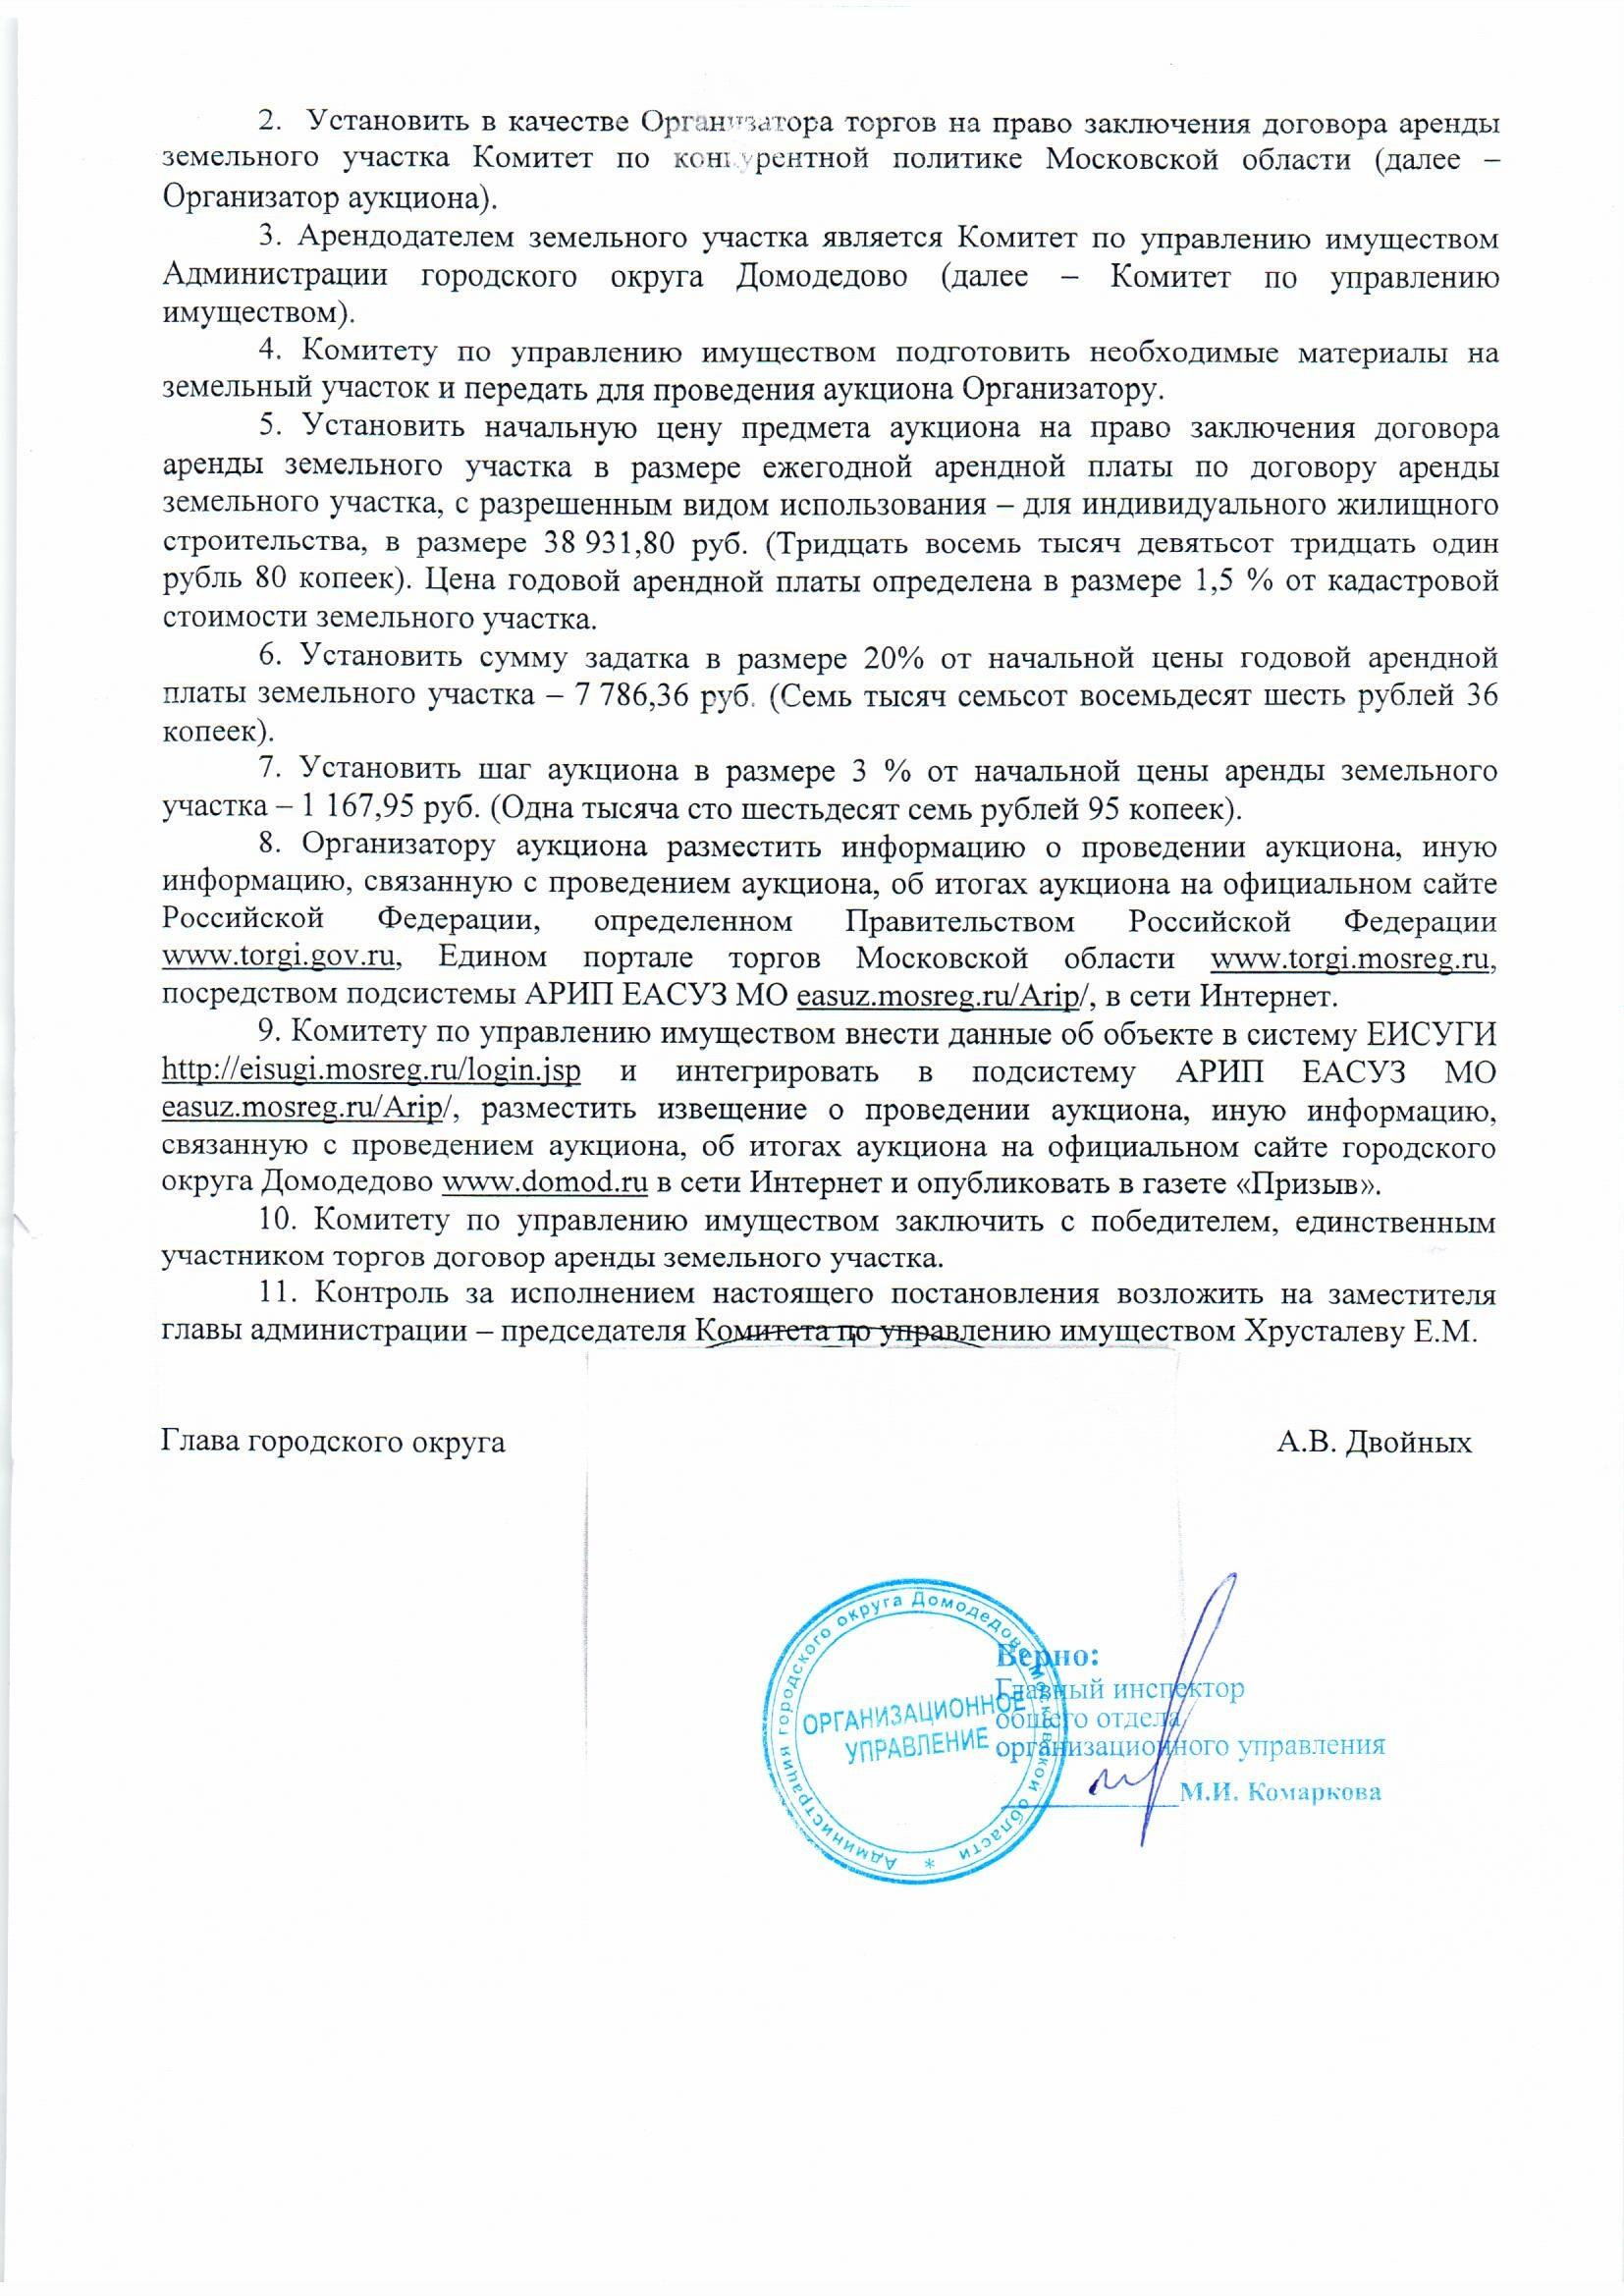 2. Установить в качестве Организатора торгов на право заключения договора аренды
земельного участка Комитет по конкурентной политике Московской области (далее –
Организатор аукциона).
3. Арендодателем земельного участка является Комитет по управлению имуществом
Администрации городского округа Домодедово (далее – Комитет по управлению
имуществом).
4. Комитету по управлению имуществом подготовить необходимые материалы на
земельный участок и передать для проведения аукциона Организатору.
5. Установить начальную цену предмета аукциона на право заключения договора
аренды земельного участка в размере ежегодной арендной платы по договору аренды
земельного участка, с разрешенным видом использования – для индивидуального жилищного
строительства, в размере 38 931,80 руб. (Тридцать восемь тысяч девятьсот тридцать один
рубль 80 копеек). Цена годовой арендной платы определена в размере 1,5 % от кадастровой
стоимости земельного участка.
6. Установить сумму задатка в размере 20% от начальной цены годовой арендной
платы земельного участка – 7 786,36 руб. (Семь тысяч семьсот восемьдесят шесть рублей 36
копеек).
7. Установить шаг аукциона в размере 3 % от начальной цены аренды земельного
участка – 1 167,95 руб. (Одна тысяча сто шестьдесят семь рублей 95 копеек).
8. Организатору аукциона разместить информацию о проведении аукциона, иную
информацию, связанную с проведением аукциона, об итогах аукциона на официальном сайте
Российской Федерации, определенном Правительством Российской Федерации
www.torgi.gov.ru, Едином портале торгов Московской области www.torgi.mosreg.ru,
посредством подсистемы АРИП ЕАСУЗ МО easuz.mosreg.ru/Arip/, в сети Интернет.
9. Комитету по управлению имуществом внести данные об объекте в систему ЕИСУГИ
http://eisugi.mosreg.ru/login.jsp и интегрировать в подсистему АРИП ЕАСУЗ МО
easuz.mosreg.ru/Arip/, разместить извещение о проведении аукциона, иную информацию,
связанную с проведением аукциона, об итогах аукциона на официальном сайте городского
округа Домодедово www.domod.ru в сети Интернет и опубликовать в газете «Призыв».
10. Комитету по управлению имуществом заключить с победителем, единственным
участником торгов договор аренды земельного участка.
11. Контроль за исполнением настоящего постановления возложить на заместителя
главы администрации – председателя Комитета по управлению имуществом Хрусталеву Е.М.
Глава городского округа А.В. Двойных
Администрация городского округа Домодедово Московской области *
ОРГАНИЗАЦИОННОЕ
УПРАВЛЕНИЕ
Верно:
Главный инспектор
общего отдела
организационного управления
М.И. Комаркова